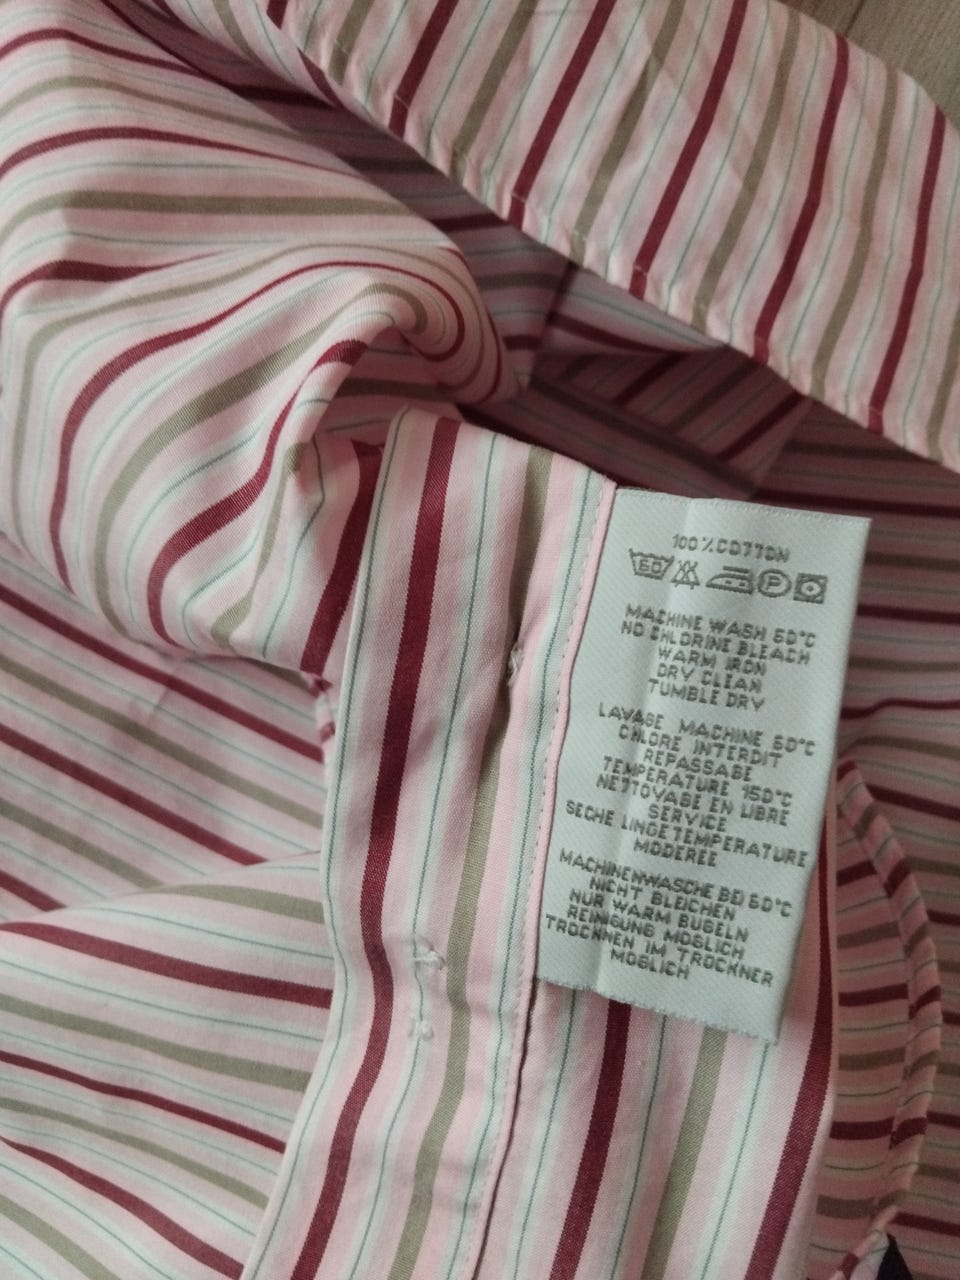 100% COTTON
60 P
MACHINE WASH 60°C
NO CHLORINE BLEACH
WARM IRON
DRY CLEAN
TUMBLE DRY
LAVAGE MACHINE 60°C
CHLORE INTERDIT
REPASSAGE
TEMPERATURE 150°C
NETTOYAGE EN LIBRE
SERVICE
SECHE LINGE TEMPERATURE
MODEREE
MACHINENWASCHE BEI 60°C
NICHT BLEICHEN
NUR WARM BUGELN
REINIGUNG MOGLICH
TROCKNEN IM TROCKNER
MOGLICH